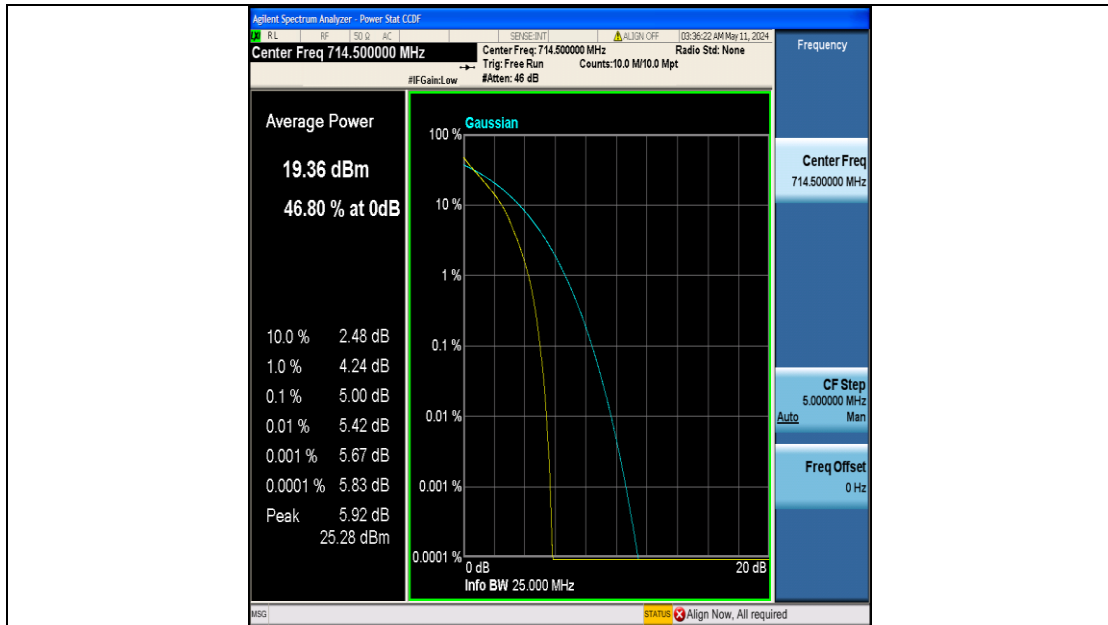 Agilent Spectrum Analyzer - Power Stat CCDF
RL RF 50 Ω AC SENSE:INT ALIGN OFF 03:36:22 AM May 11, 2024
Center Freq 714.500000 MHz
Center Freq: 714.500000 MHz Radio Std: None
Trig: Free Run Counts:10.0 M/10.0 Mpt
#IFGain:Low #Atten: 46 dB
Frequency
Average Power
19.36 dBm
46.80 % at 0dB
10.0 % 2.48 dB
1.0 % 4.24 dB
0.1 % 5.00 dB
0.01 % 5.42 dB
0.001 % 5.67 dB
0.0001 % 5.83 dB
Peak 5.92 dB
25.28 dBm
Gaussian
100 %
10 %
1 %
0.1 %
0.01 %
0.001 %
0.0001 %
0 dB 20 dB
Info BW 25.000 MHz
Center Freq
714.500000 MHz
CF Step
5.000000 MHz
Auto Man
Freq Offset
0 Hz
MSG STATUS Align Now, All required